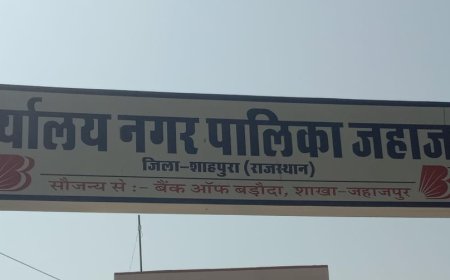 र्यालय नगर पालिका जहाज
जिला-शाहपुरा (राजस्थान)
सौजन्य से :- बैंक ऑफ बड़ौदा, शाखा-जहाजपुर